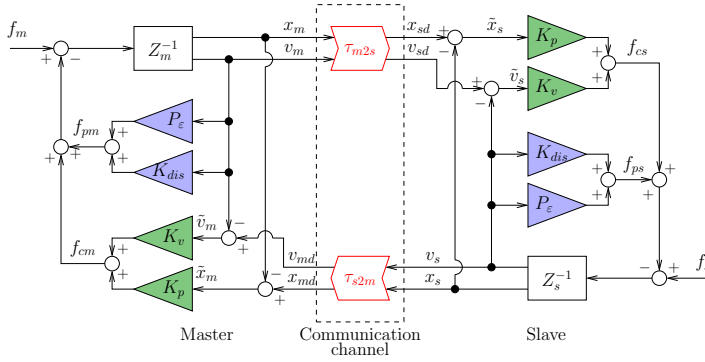 f_m
x_m
τ_{m2s}
x_{sd}
x̃_s
K_p
f_{cs}
Z_m^{-1}
v_m
v_{sd}
ṽ_s
K_v
P_ε
f_{pm}
K_{dis}
K_{dis}
f_{ps}
P_ε
K_v
ṽ_m
v_{md}
τ_{s2m}
v_s
Z_s^{-1}
f_{cm}
K_p
x̃_m
x_{md}
x_s
Master
Communication
channel
Slave